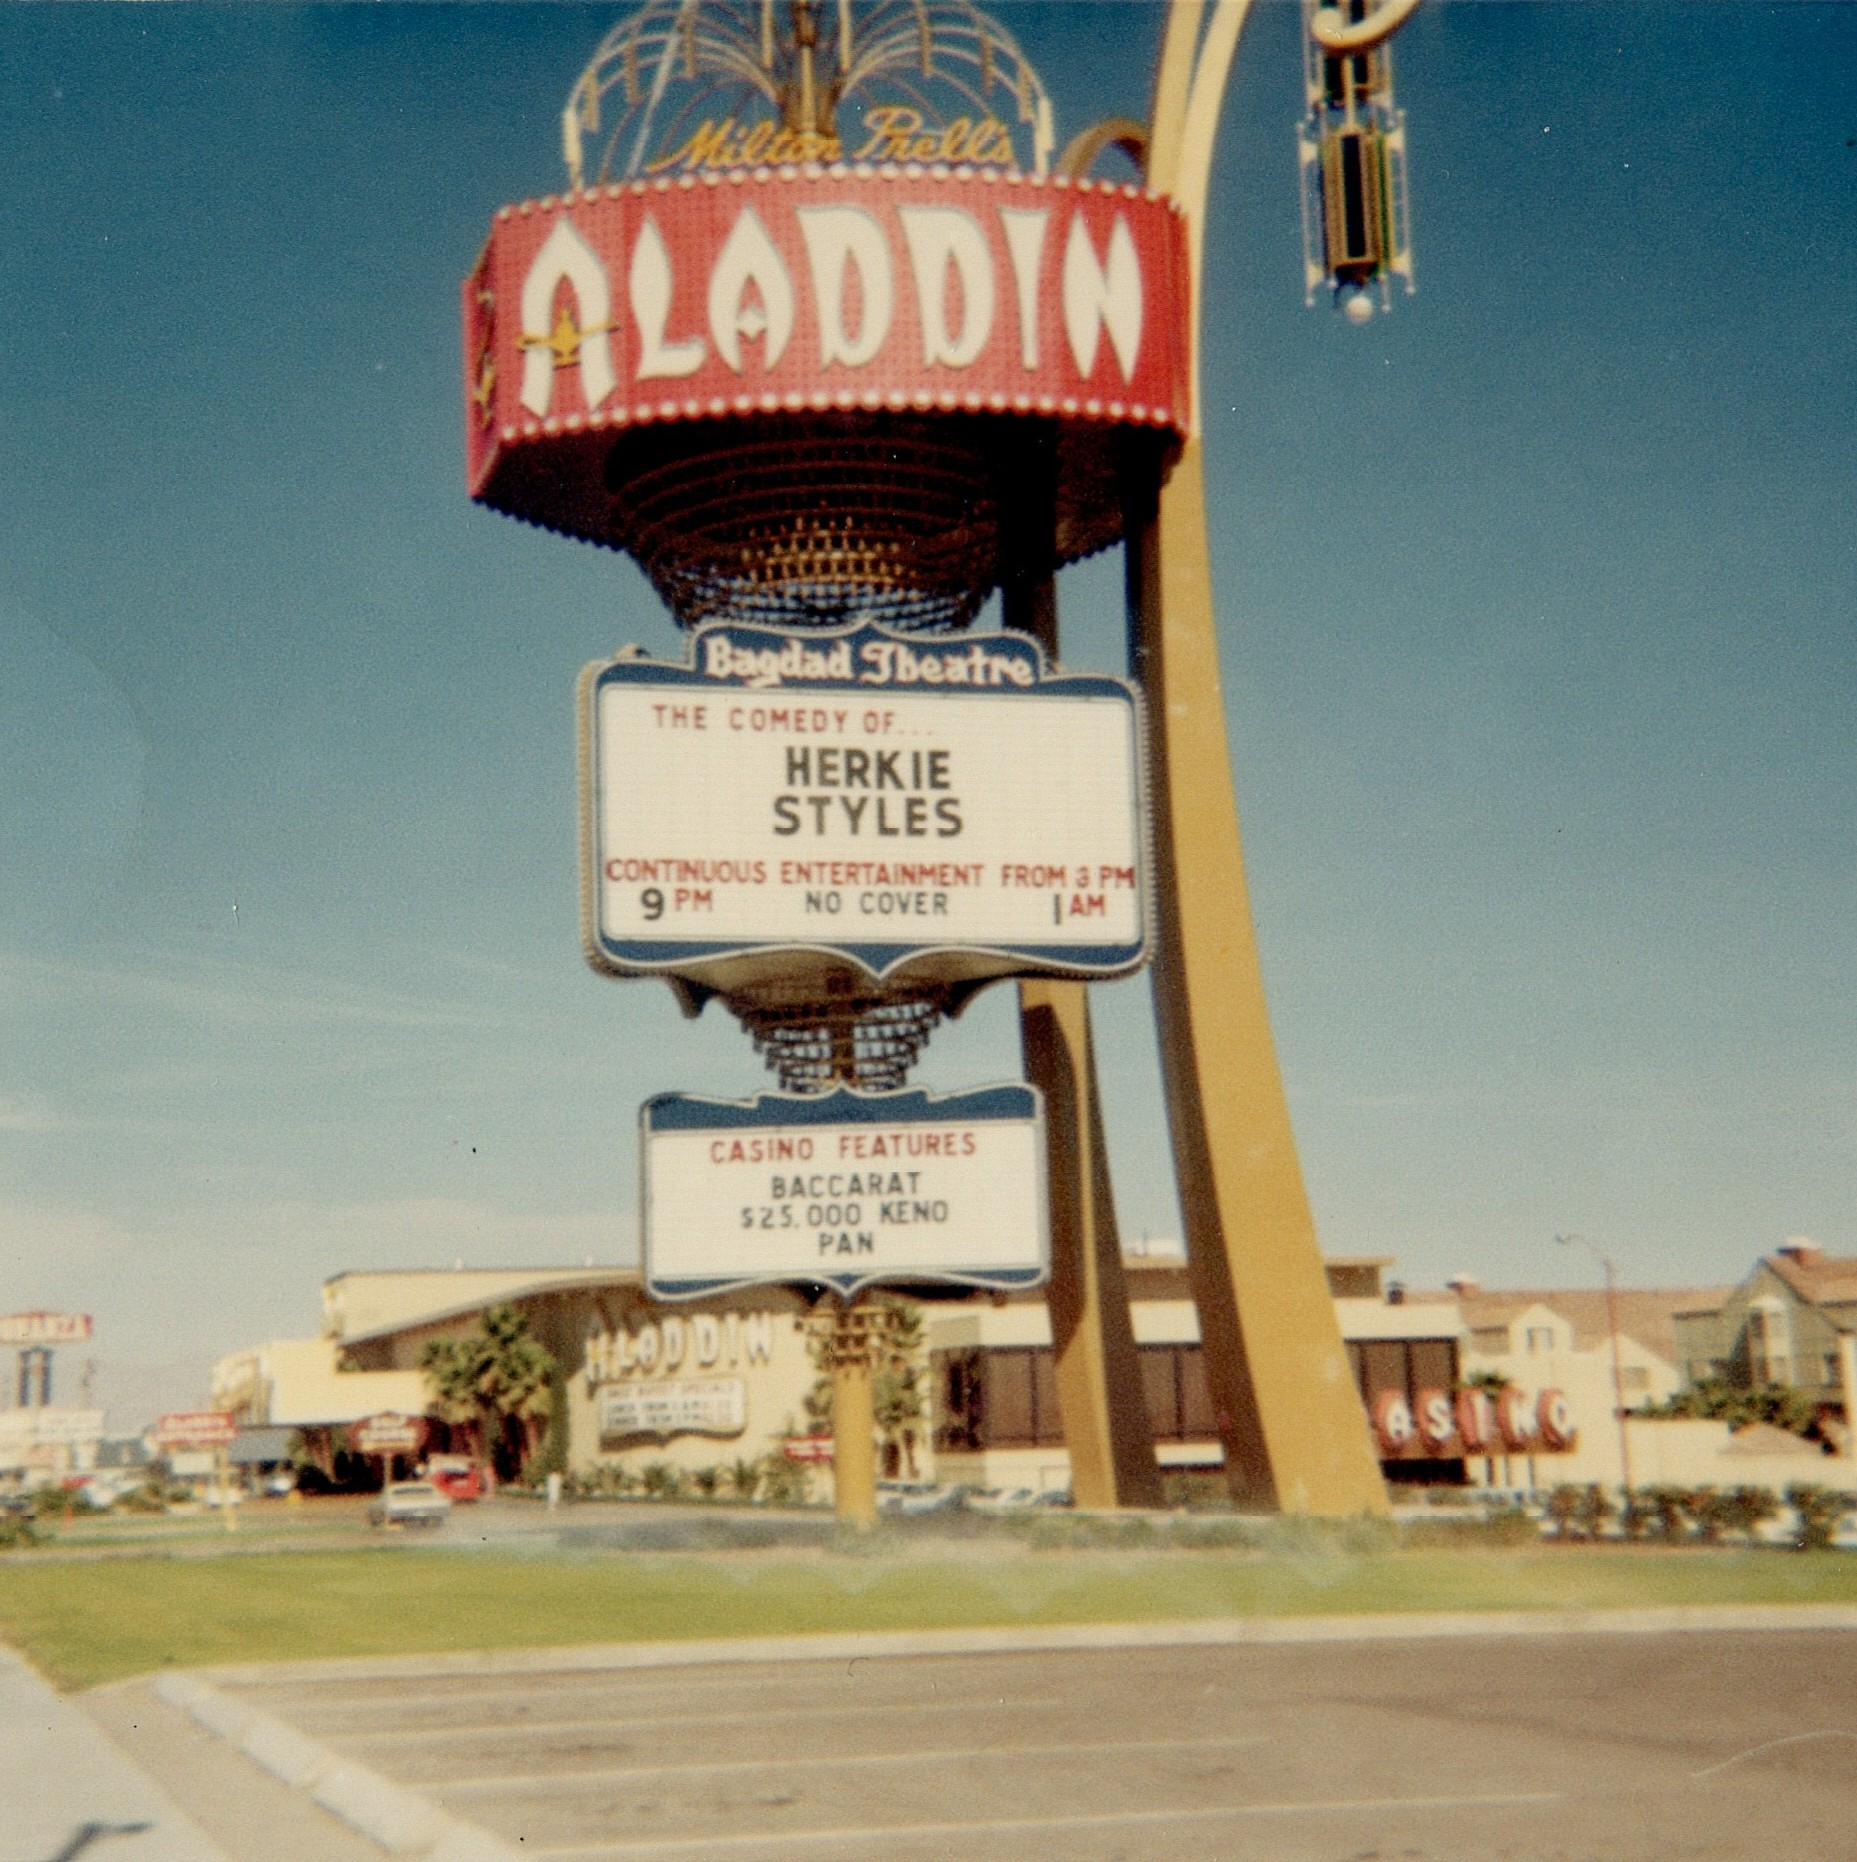 Milton Prell's
ALADDIN
Bagdad Theatre
THE COMEDY OF...
HERKIE
STYLES
CONTINUOUS ENTERTAINMENT FROM 3 PM
9 PM NO COVER 1 AM
CASINO FEATURES
BACCARAT
$25,000 KENO
PAN
ALADDIN
ASINO